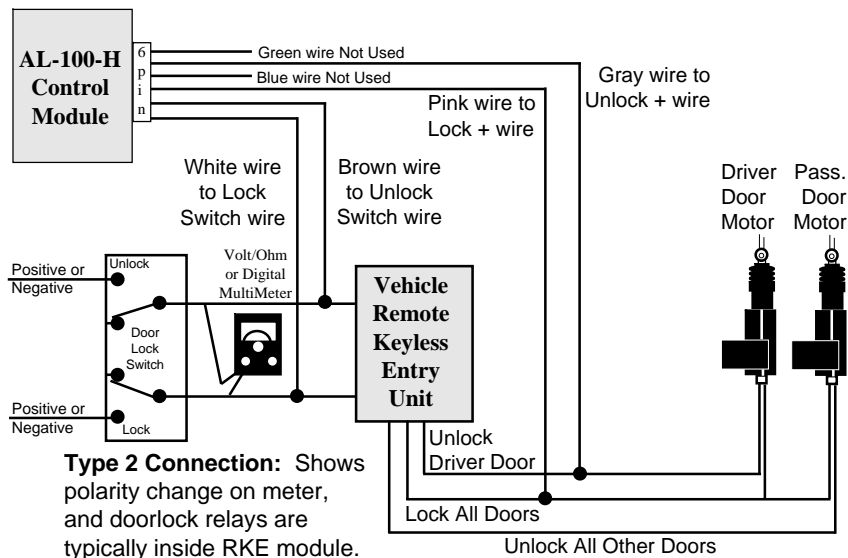 AL-100-H
Control
Module
6
p
i
n
Green wire Not Used
Blue wire Not Used
Pink wire to
Lock + wire
Gray wire to
Unlock + wire
White wire
to Lock
Switch wire
Brown wire
to Unlock
Switch wire
Driver
Door
Motor
Pass.
Door
Motor
Positive or
Negative
Unlock
Door
Lock
Switch
Positive or
Negative
Lock
Volt/Ohm
or Digital
MultiMeter
Vehicle
Remote
Keyless
Entry
Unit
Unlock
Driver Door
Lock All Doors
Unlock All Other Doors
Type 2 Connection: Shows
polarity change on meter,
and doorlock relays are
typically inside RKE module.